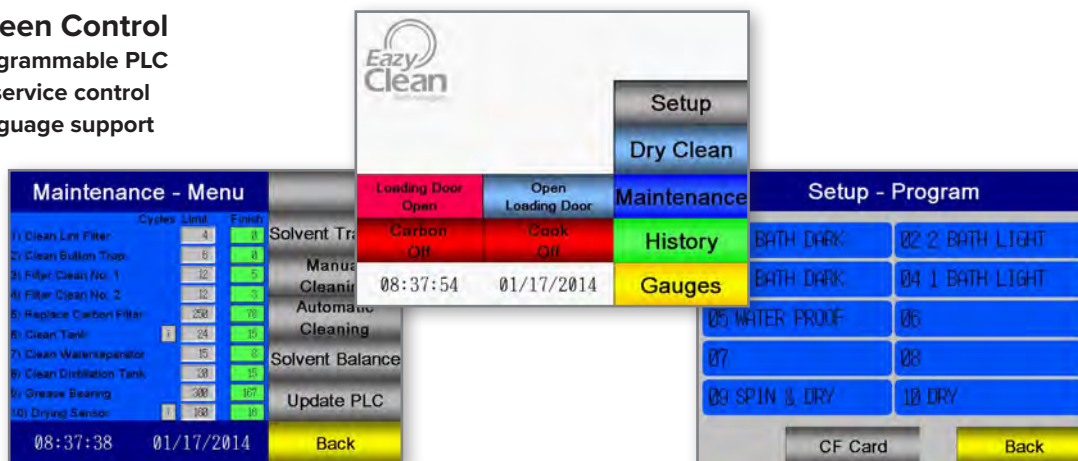 een Control
grammable PLC
service control
guage support
Eazy
Clean
Setup
Dry Clean
Loading Door
Open
Open
Loading Door
Maintenance
Carbon
Off
Cook
Off
History
08:37:54
01/17/2014
Gauges
Maintenance - Menu
Cycles Limit Finish
1) Clean Lint Filter 4 0
2) Clean Button Trap 6 0
3) Filter Clean No. 1 12 5
4) Filter Clean No. 2 12 3
5) Replace Carbon Filter 250 78
6) Clean Tank i 24 15
7) Clean Waterseparator 15 8
8) Clean Distillation Tank 20 15
9) Grease Bearing 300 167
10) Drying Sensor i 160 16
08:37:38 01/17/2014
Solvent Tra
Manua
Cleanin
Automatic
Cleaning
Solvent Balance
Update PLC
Back
Setup - Program
BATH DARK
02 2 BATH LIGHT
BATH DARK
04 1 BATH LIGHT
05 WATER PROOF
06
07
08
09 SPIN & DRY
10 DRY
CF Card
Back